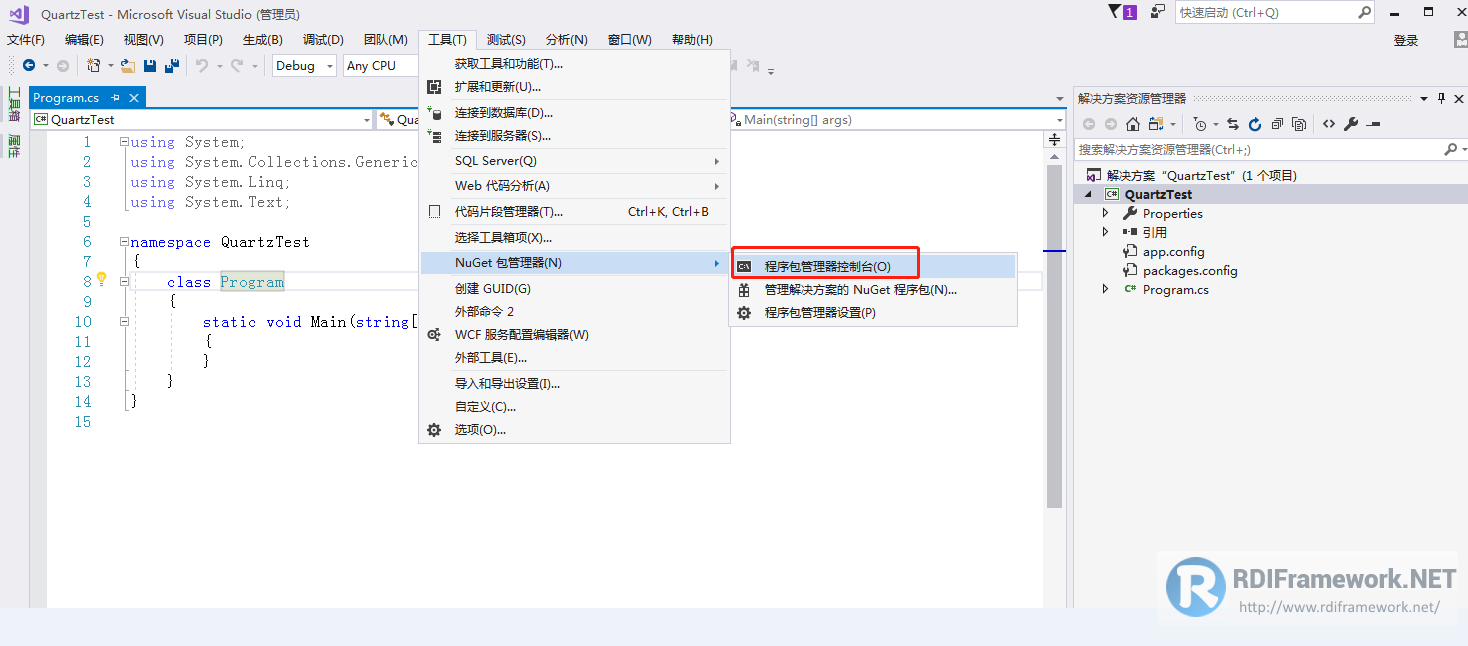 QuartzTest - Microsoft Visual Studio (管理员)
1
快速启动 (Ctrl+Q)
文件(F) 编辑(E) 视图(V) 项目(P) 生成(B) 调试(D) 团队(M) 工具(T) 测试(S) 分析(N) 窗口(W) 帮助(H)
登录
Debug Any CPU
工具箱
属性
Program.cs
QuartzTest
Qua
Main(string[] args)
1 using System;
2 using System.Collections.Generic
3 using System.Linq;
4 using System.Text;
5
6 namespace QuartzTest
7 {
8 class Program
9 {
10 static void Main(string[
11 {
12 }
13 }
14 }
15
获取工具和功能(T)...
扩展和更新(U)...
连接到数据库(D)...
连接到服务器(S)...
SQL Server(Q)
Web 代码分析(A)
代码片段管理器(T)... Ctrl+K, Ctrl+B
选择工具箱项(X)...
NuGet 包管理器(N)
创建 GUID(G)
外部命令 2
WCF 服务配置编辑器(W)
外部工具(E)...
导入和导出设置(I)...
自定义(C)...
选项(O)...
程序包管理器控制台(O)
管理解决方案的 NuGet 程序包(N)...
程序包管理器设置(P)
解决方案资源管理器
搜索解决方案资源管理器(Ctrl+;)
解决方案 "QuartzTest" (1 个项目)
QuartzTest
Properties
引用
app.config
packages.config
Program.cs
RDIFramework.NET
http://www.rdiframework.net/